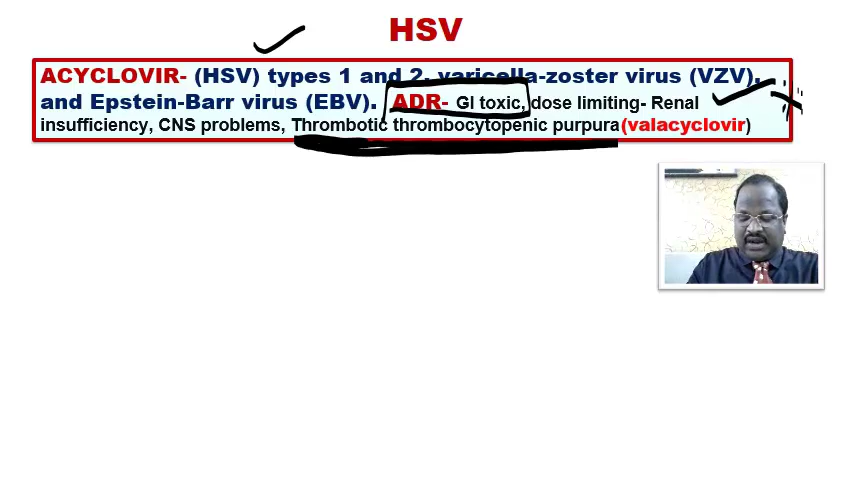 HSV
ACYCLOVIR- (HSV) types 1 and 2, varicella-zoster virus (VZV),
and Epstein-Barr virus (EBV). ADR- GI toxic, dose limiting- Renal
insufficiency, CNS problems, Thrombotic thrombocytopenic purpura(valacyclovir)